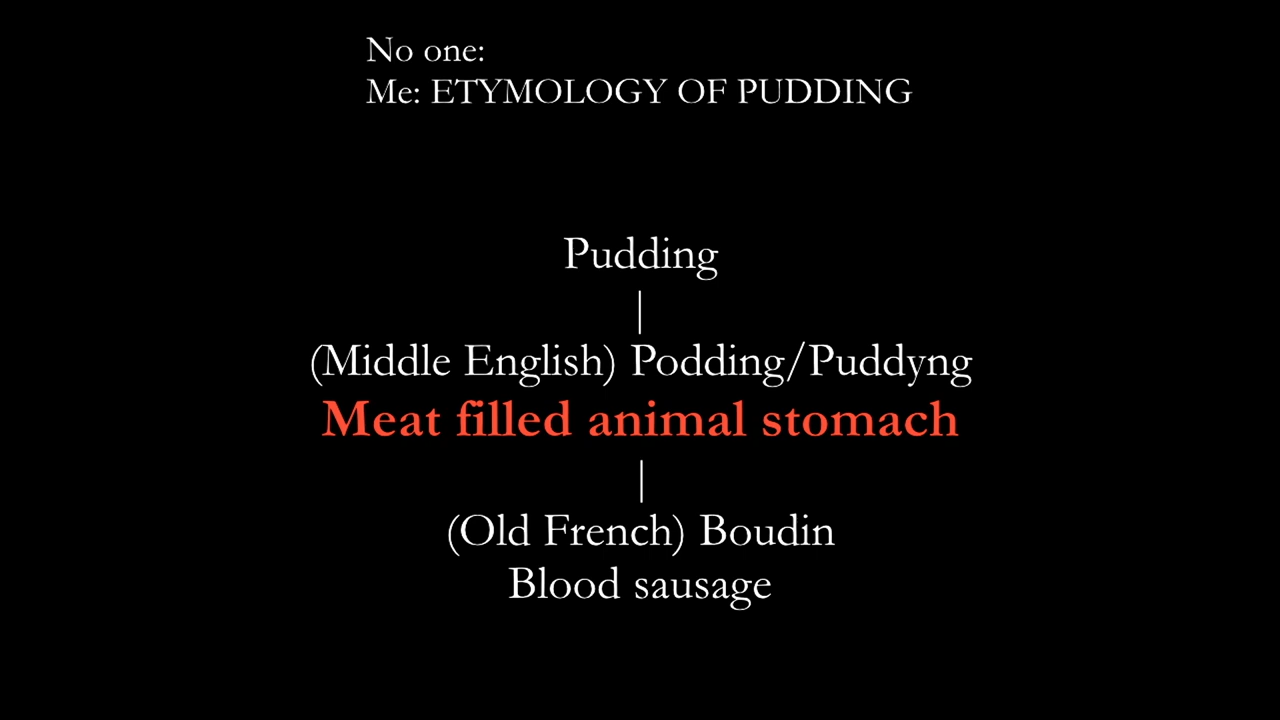 No one:
Me: ETYMOLOGY OF PUDDING
Pudding
(Middle English) Podding/Puddyng
Meat filled animal stomach
(Old French) Boudin
Blood sausage